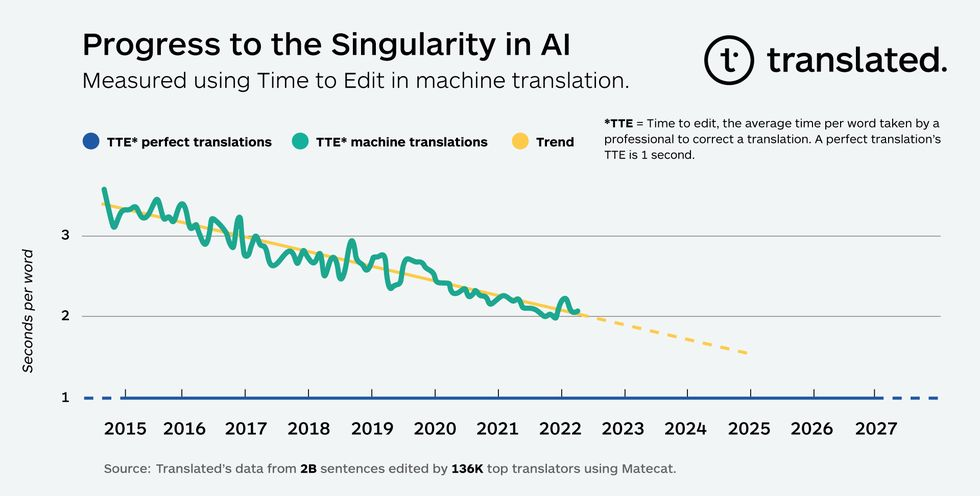 Progress to the Singularity in AI
Measured using Time to Edit in machine translation.
t translated.
TTE* perfect translations
TTE* machine translations
Trend
*TTE = Time to edit, the average time per word taken by a
professional to correct a translation. A perfect translation's
TTE is 1 second.
Seconds per word
3
2
1
2015 2016 2017 2018 2019 2020 2021 2022 2023 2024 2025 2026 2027
Source: Translated's data from 2B sentences edited by 136K top translators using Matecat.